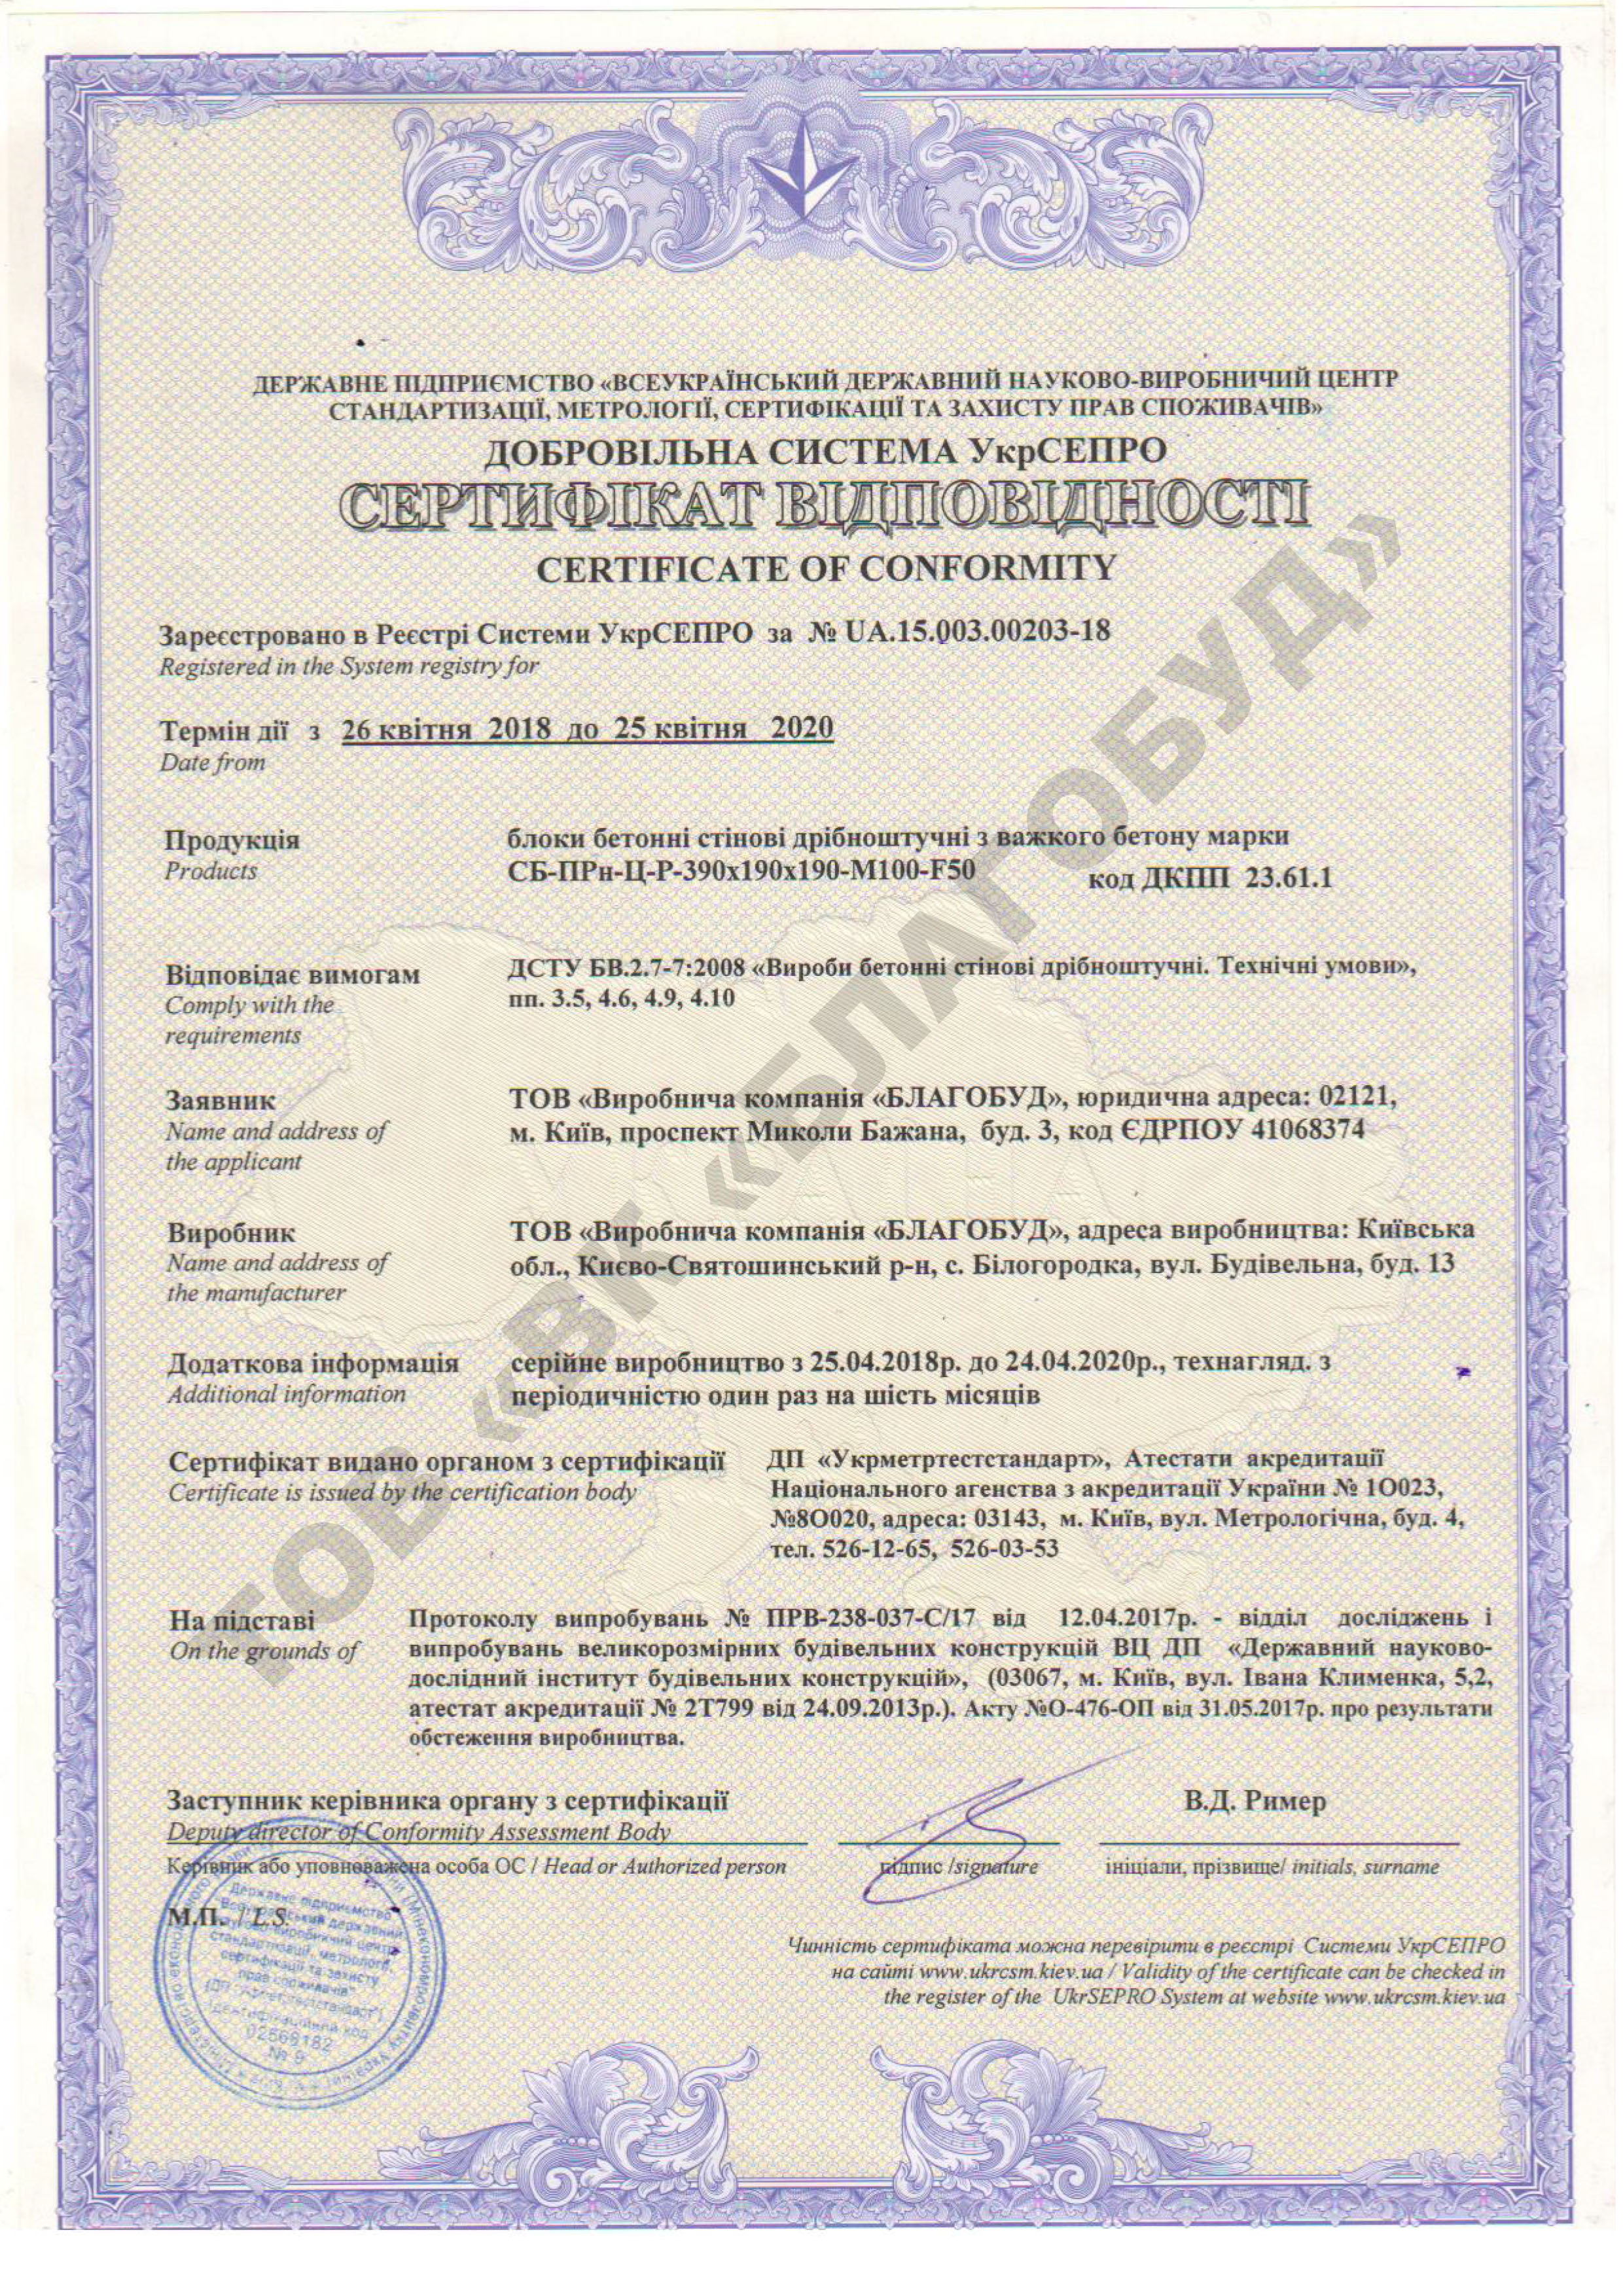 ДЕРЖАВНЕ ПІДПРИЄМСТВО «ВСЕУКРАЇНСЬКИЙ ДЕРЖАВНИЙ НАУКОВО-ВИРОБНИЧИЙ ЦЕНТР
СТАНДАРТИЗАЦІЇ, МЕТРОЛОГІЇ, СЕРТИФІКАЦІЇ ТА ЗАХИСТУ ПРАВ СПОЖИВАЧІВ»
ДОБРОВІЛЬНА СИСТЕМА УкрСЕПРО
СЕРТИФІКАТ ВІДПОВІДНОСТІ
CERTIFICATE OF CONFORMITY
Зареєстровано в Реєстрі Системи УкрСЕПРО за № UA.15.003.00203-18
Registered in the System registry for
Термін дії з 26 квітня 2018 до 25 квітня 2020
Date from
Продукція блоки бетонні стінові дрібноштучні з важкого бетону марки
Products СБ-ПРн-Ц-Р-390х190х190-М100-F50 код ДКПП 23.61.1
Відповідає вимогам ДСТУ БВ.2.7-7:2008 «Вироби бетонні стінові дрібноштучні. Технічні умови»,
Comply with the пп. 3.5, 4.6, 4.9, 4.10
requirements
Заявник ТОВ «Виробнича компанія «БЛАГОБУД», юридична адреса: 02121,
Name and address of м. Київ, проспект Миколи Бажана, буд. 3, код ЄДРПОУ 41068374
the applicant
Виробник ТОВ «Виробнича компанія «БЛАГОБУД», адреса виробництва: Київська
Name and address of обл., Києво-Святошинський р-н, с. Білогородка, вул. Будівельна, буд. 13
the manufacturer
Додаткова інформація серійне виробництво з 25.04.2018р. до 24.04.2020р., технагляд. з
Additional information періодичністю один раз на шість місяців
Сертифікат видано органом з сертифікації ДП «Укрметртестстандарт», Атестати акредитації
Certificate is issued by the certification body Національного агенства з акредитації України № 1О023,
№8О020, адреса: 03143, м. Київ, вул. Метрологічна, буд. 4,
тел. 526-12-65, 526-03-53
На підставі Протоколу випробувань № ПРВ-238-037-С/17 від 12.04.2017р. - відділ досліджень і
On the grounds of випробувань великорозмірних будівельних конструкцій ВЦ ДП «Державний науково-
дослідний інститут будівельних конструкцій», (03067, м. Київ, вул. Івана Клименка, 5,2,
атестат акредитації № 2Т799 від 24.09.2013р.). Акту №О-476-ОП від 31.05.2017р. про результати
обстеження виробництва.
Заступник керівника органу з сертифікації В.Д. Ример
Deputy director of Conformity Assessment Body
Керівник або уповноважена особа ОС / Head or Authorized person підпис /signature ініціали, прізвище/ initials, surname
М.П. / L.S.
Державне підприємство
"Всеукраїнський державний
науково-виробничий центр
стандартизації, метрології,
сертифікації та захисту
прав споживачів"
(ДП "Укрметртестстандарт")
Ідентифікаційний код
02568182
№ 9
Чинність сертифіката можна перевірити в реєстрі Системи УкрСЕПРО
на сайті www.ukrcsm.kiev.ua / Validity of the certificate can be checked in
the register of the UkrSEPRO System at website www.ukrcsm.kiev.ua
ТОВ «ВК «БЛАГОБУД»